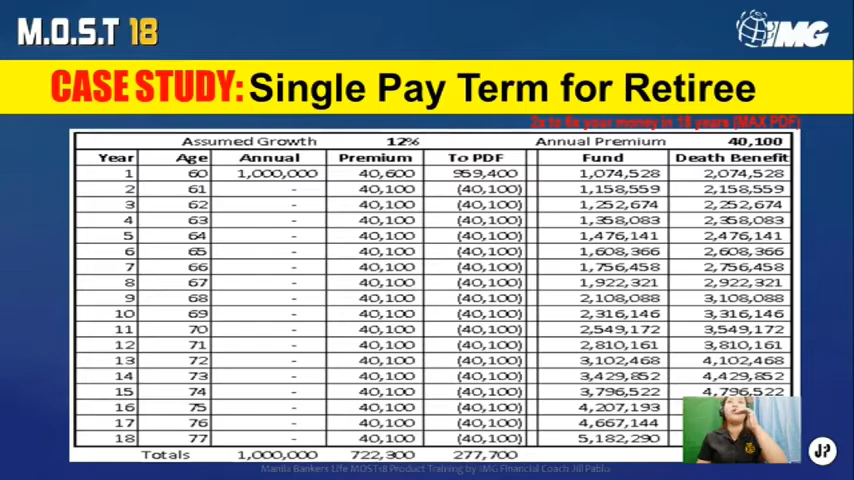 M.O.S.T 18
IMG
CASE STUDY: Single Pay Term for Retiree
2x to 6x your money in 18 years (MAX PDF)
Assumed Growth 12% Annual Premium 40,100
Year Age Annual Premium To PDF Fund Death Benefit
1 60 1,000,000 40,600 959,400 1,074,528 2,074,528
2 61 - 40,100 (40,100) 1,158,559 2,158,559
3 62 - 40,100 (40,100) 1,252,674 2,252,674
4 63 - 40,100 (40,100) 1,358,083 2,358,083
5 64 - 40,100 (40,100) 1,476,141 2,476,141
6 65 - 40,100 (40,100) 1,608,366 2,608,366
7 66 - 40,100 (40,100) 1,756,458 2,756,458
8 67 - 40,100 (40,100) 1,922,321 2,922,321
9 68 - 40,100 (40,100) 2,108,088 3,108,088
10 69 - 40,100 (40,100) 2,316,146 3,316,146
11 70 - 40,100 (40,100) 2,549,172 3,549,172
12 71 - 40,100 (40,100) 2,810,161 3,810,161
13 72 - 40,100 (40,100) 3,102,468 4,102,468
14 73 - 40,100 (40,100) 3,429,852 4,429,852
15 74 - 40,100 (40,100) 3,796,522 4,796,522
16 75 - 40,100 (40,100) 4,207,193
17 76 - 40,100 (40,100) 4,667,144
18 77 - 40,100 (40,100) 5,182,290
Totals 1,000,000 722,300 277,700
Manila Bankers Life MOST18 Product Training by IMG Financial Coach Jill Pablo
JP